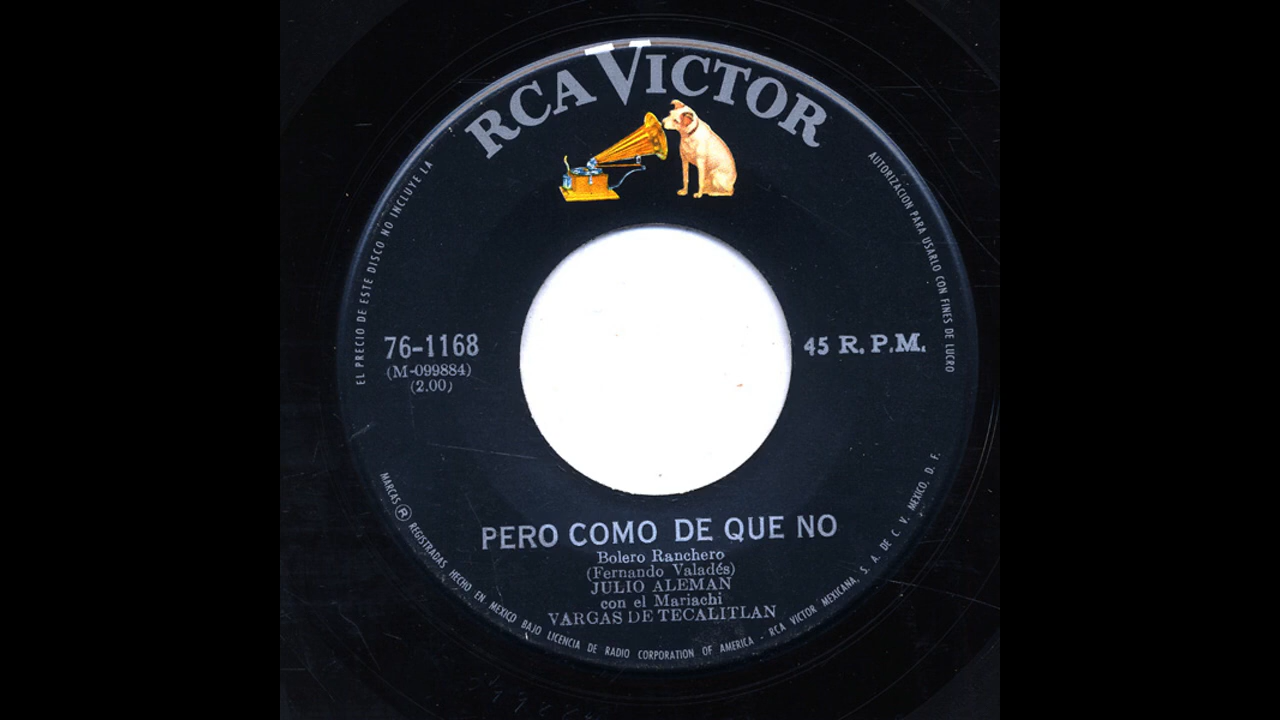 RCA VICTOR
EL PRECIO DE ESTE DISCO NO INCLUYE LA
AUTORIZACION PARA USARLO CON FINES DE LUCRO
76-1168
(M-099884)
(2.00)
45 R.P.M.
PERO COMO DE QUE NO
Bolero Ranchero
(Fernando Valadés)
JULIO ALEMAN
con el Mariachi
VARGAS DE TECALITLAN
MARCAS ® REGISTRADAS HECHO EN MEXICO BAJO LICENCIA DE RADIO CORPORATION OF AMERICA - RCA VICTOR MEXICANA, S. A. DE C V. MEXICO, D. F.